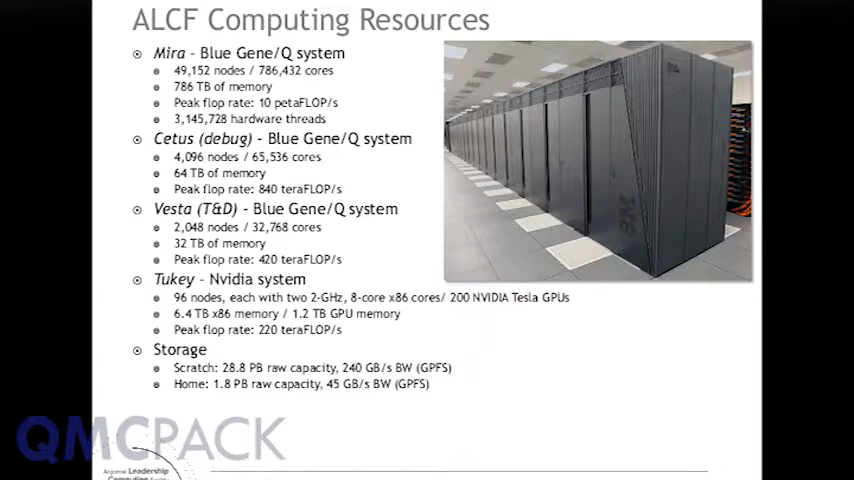 ALCF Computing Resources
Mira – Blue Gene/Q system
49,152 nodes / 786,432 cores
786 TB of memory
Peak flop rate: 10 petaFLOP/s
3,145,728 hardware threads
Cetus (debug) - Blue Gene/Q system
4,096 nodes / 65,536 cores
64 TB of memory
Peak flop rate: 840 teraFLOP/s
Vesta (T&D) - Blue Gene/Q system
2,048 nodes / 32,768 cores
32 TB of memory
Peak flop rate: 420 teraFLOP/s
Tukey – Nvidia system
96 nodes, each with two 2-GHz, 8-core x86 cores/ 200 NVIDIA Tesla GPUs
6.4 TB x86 memory / 1.2 TB GPU memory
Peak flop rate: 220 teraFLOP/s
Storage
Scratch: 28.8 PB raw capacity, 240 GB/s BW (GPFS)
Home: 1.8 PB raw capacity, 45 GB/s BW (GPFS)
IBM
QMCPACK
Argonne Leadership
Computing Facility